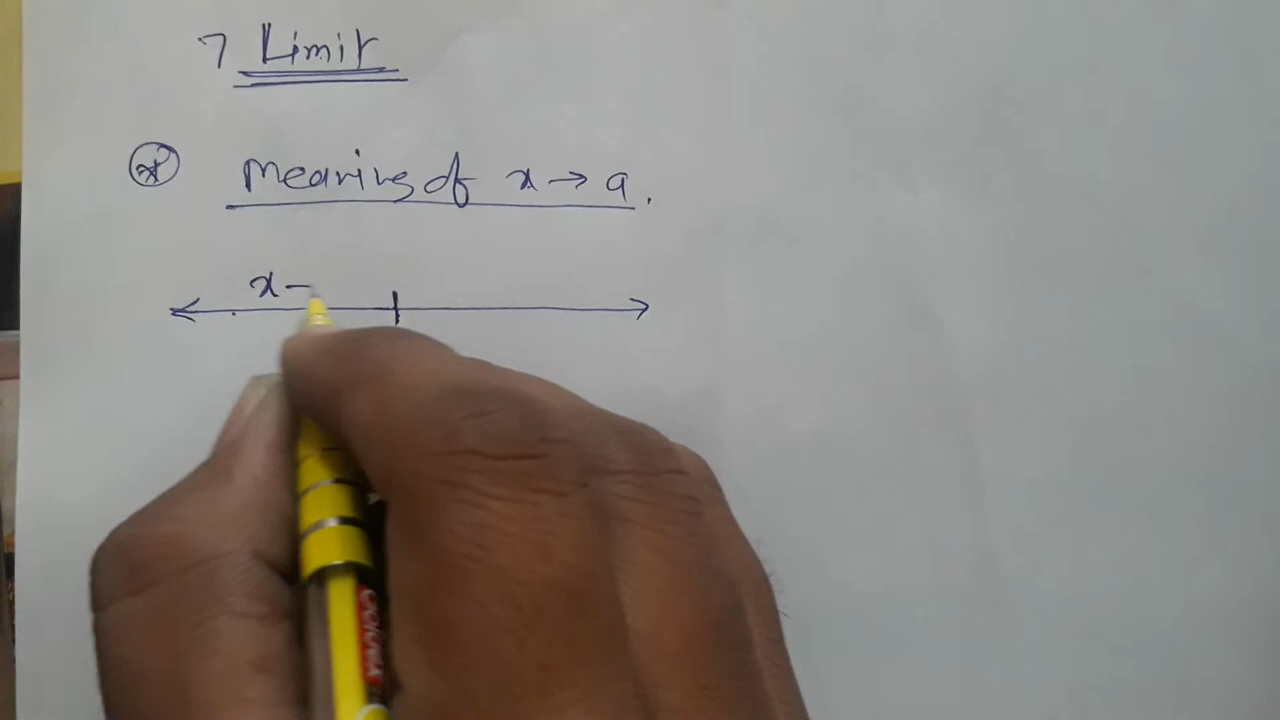 7 Limit
* Meaning of x → a.
x -